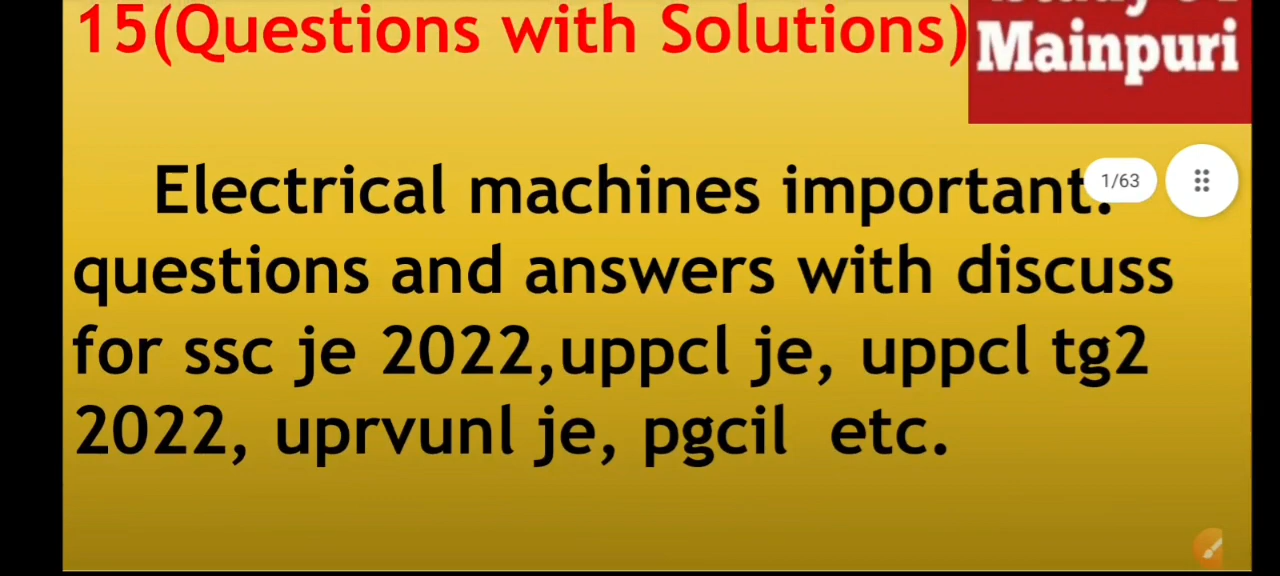 15(Questions with Solutions)
Mainpuri
Electrical machines important.
1/63
questions and answers with discuss
for ssc je 2022,uppcl je, uppcl tg2
2022, uprvunl je, pgcil etc.